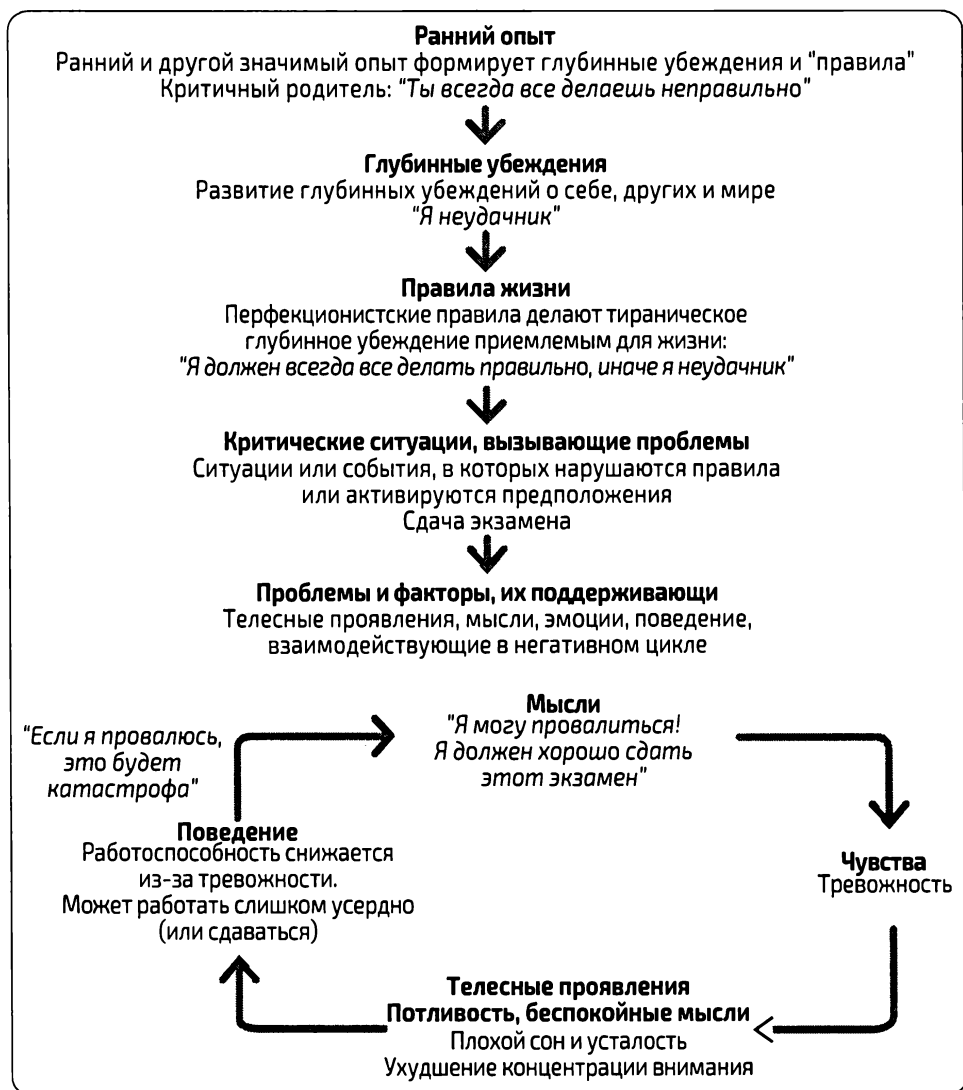 Ранний опыт
Ранний и другой значимый опыт формирует глубинные убеждения и "правила"
Критичный родитель: "Ты всегда все делаешь неправильно"
Глубинные убеждения
Развитие глубинных убеждений о себе, других и мире
"Я неудачник"
Правила жизни
Перфекционистские правила делают тираническое
глубинное убеждение приемлемым для жизни:
"Я должен всегда все делать правильно, иначе я неудачник"
Критические ситуации, вызывающие проблемы
Ситуации или события, в которых нарушаются правила
или активируются предположения
Сдача экзамена
Проблемы и факторы, их поддерживающи
Телесные проявления, мысли, эмоции, поведение,
взаимодействующие в негативном цикле
Мысли
"Я могу провалиться!
Я должен хорошо сдать
этот экзамен"
"Если я провалюсь,
это будет
катастрофа"
Поведение
Работоспособность снижается
из-за тревожности.
Может работать слишком усердно
(или сдаваться)
Чувства
Тревожность
Телесные проявления
Потливость, беспокойные мысли
Плохой сон и усталость
Ухудшение концентрации внимания